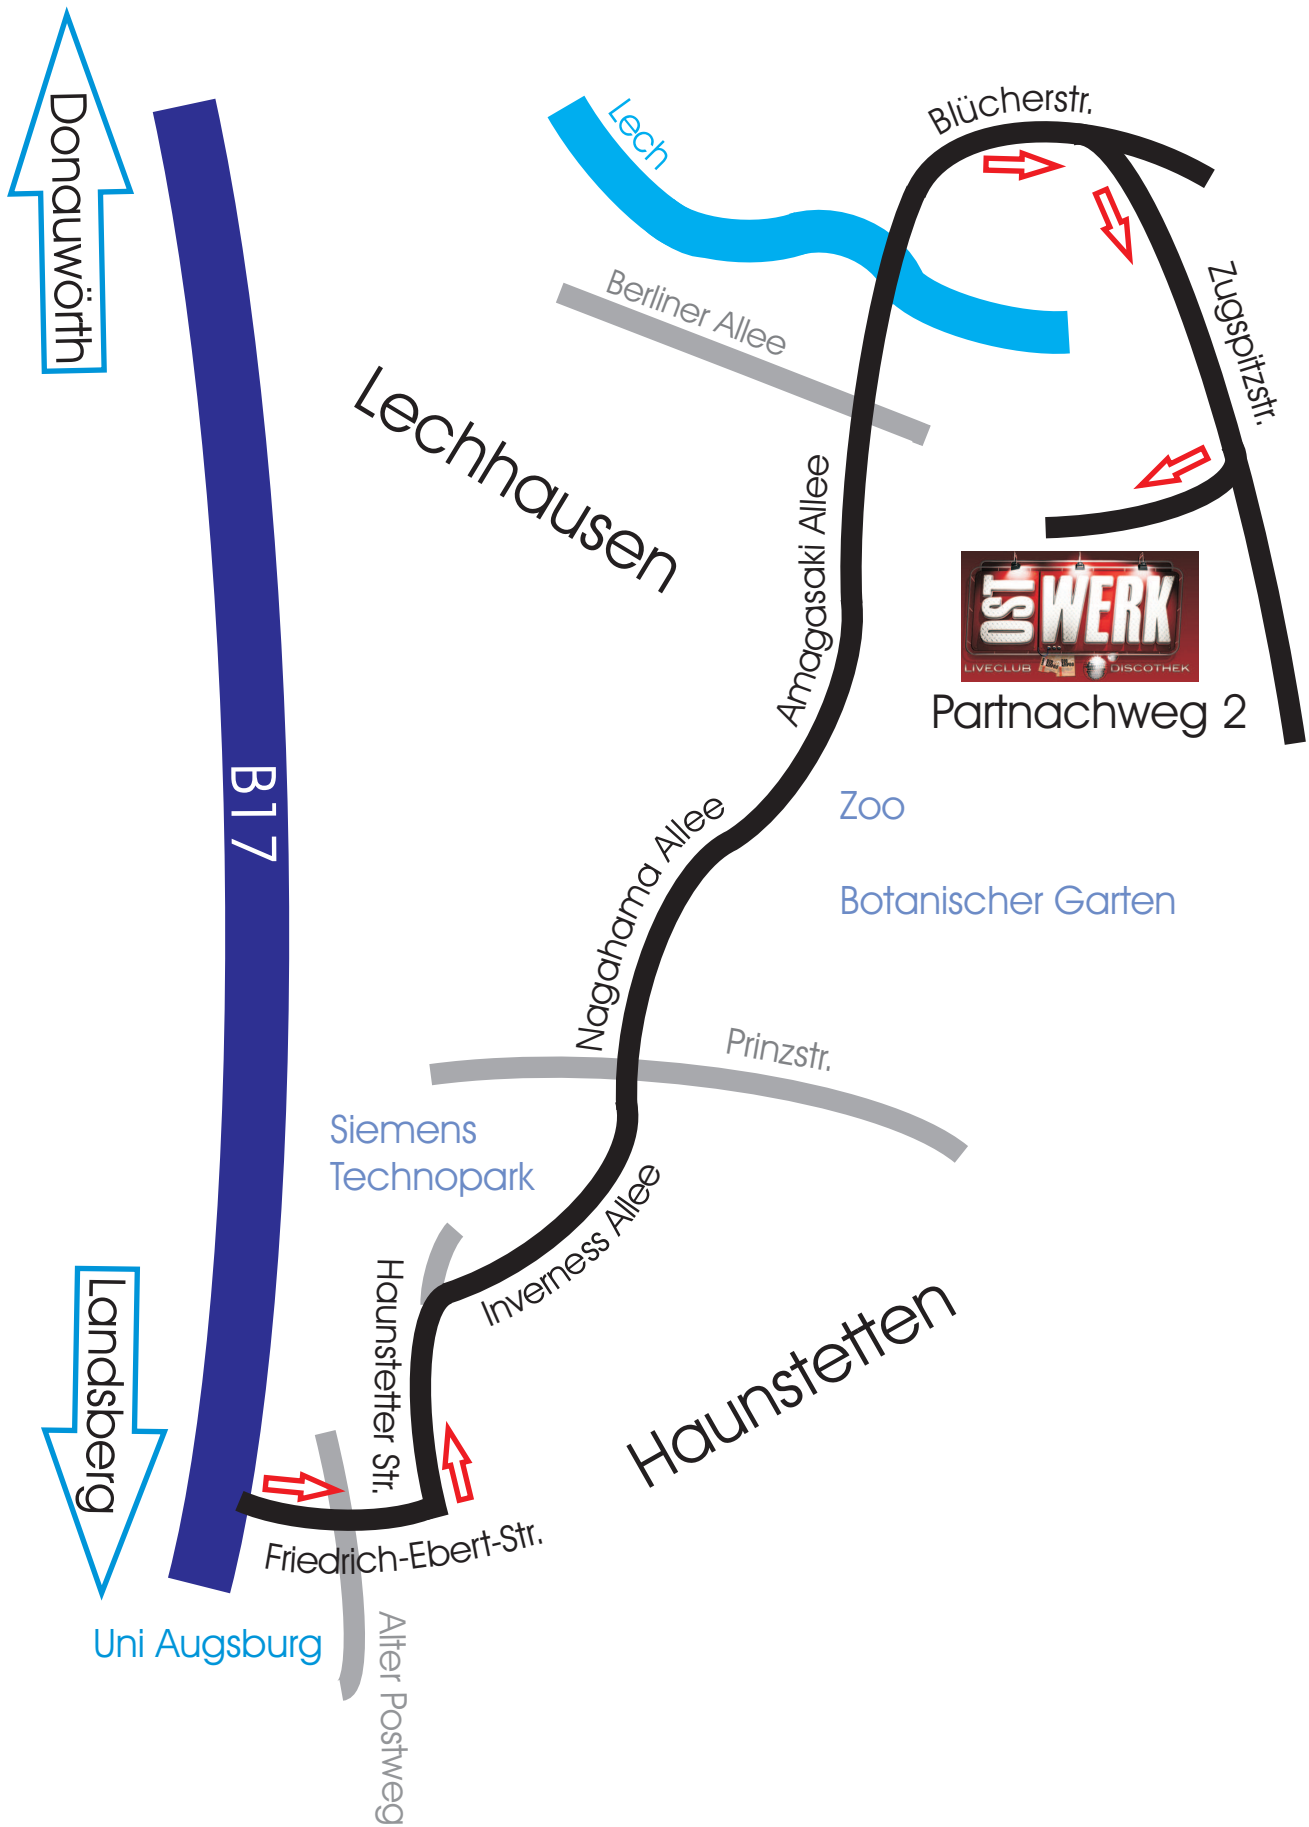 Donauwörth
Lech
Blücherstr.
Berliner Allee
Zugspitzstr.
Lechhausen
Amagasaki Allee
OST WERK
LIVECLUB DISCOTHEK
Partnachweg 2
B17
Zoo
Nagahama Allee
Botanischer Garten
Prinzstr.
Siemens
Technopark
Inverness Allee
Haunstetter Str.
Haunstetten
Landsberg
Friedrich-Ebert-Str.
Uni Augsburg
Alter Postweg